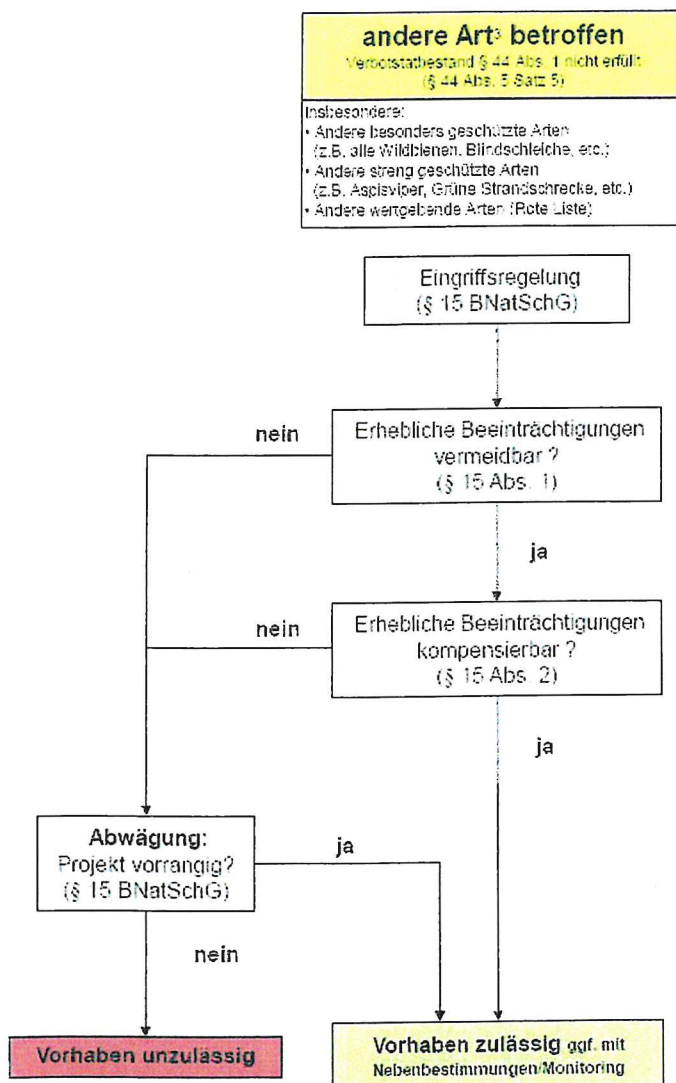 andere Art³ betroffen
Verbotstatbestand § 44 Abs. 1 nicht erfüllt
(§ 44 Abs. 5 Satz 5)
Insbesondere:
• Andere besonders geschützte Arten
(z.B. alle Wildbienen, Blindschleiche, etc.)
• Andere streng geschützte Arten
(z.B. Aspisviper, Grüne Strandschrecke, etc.)
• Andere wertgebende Arten (Rote Liste)
Eingriffsregelung
(§ 15 BNatSchG)
nein
Erhebliche Beeinträchtigungen
vermeidbar ?
(§ 15 Abs. 1)
ja
nein
Erhebliche Beeinträchtigungen
kompensierbar ?
(§ 15 Abs. 2)
ja
Abwägung:
Projekt vorrangig?
(§ 15 BNatSchG)
ja
nein
Vorhaben unzulässig
Vorhaben zulässig ggf. mit
Nebenbestimmungen/Monitoring